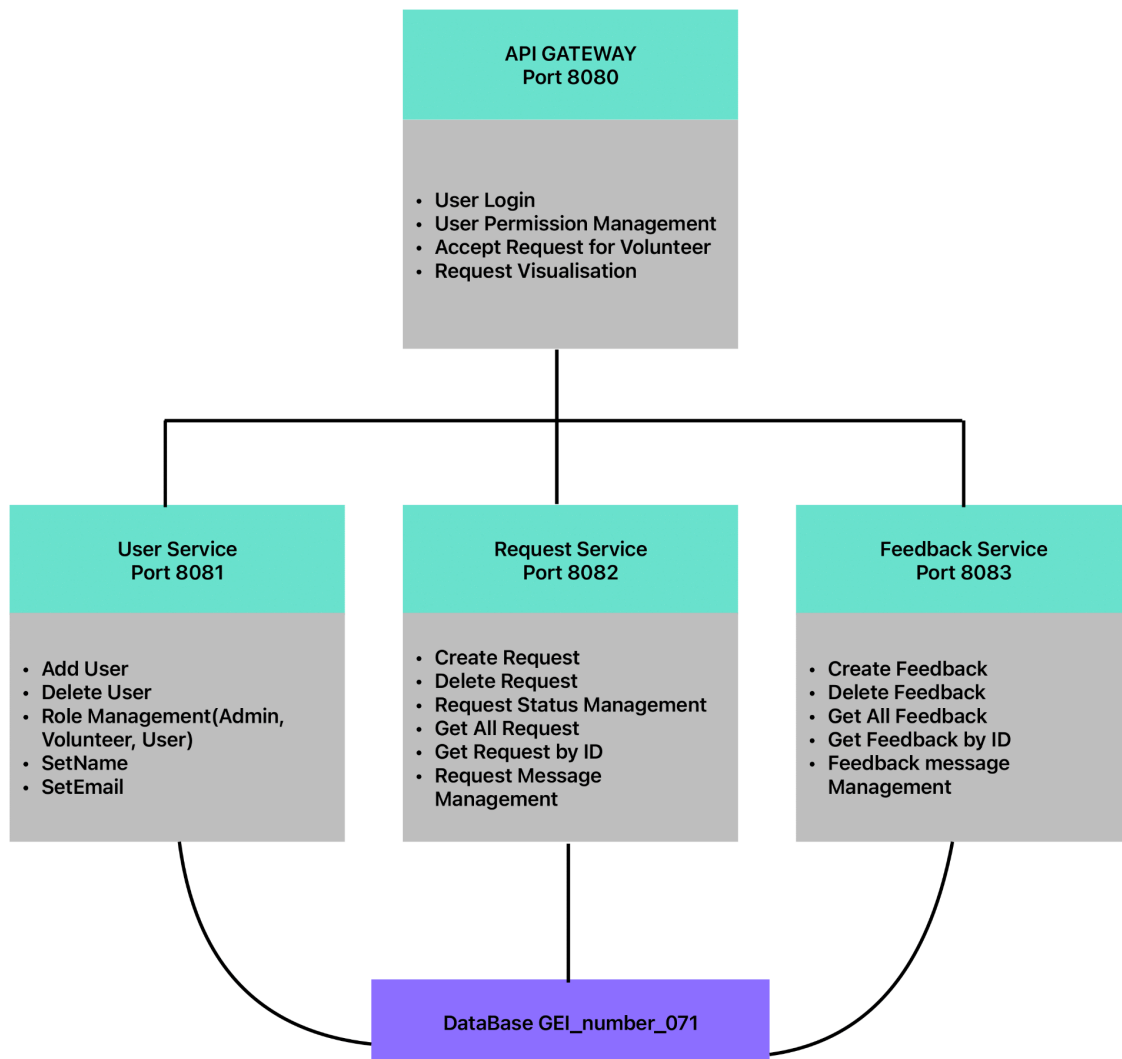 API GATEWAY
Port 8080
• User Login
• User Permission Management
• Accept Request for Volunteer
• Request Visualisation
User Service
Port 8081
• Add User
• Delete User
• Role Management(Admin,
Volunteer, User)
• SetName
• SetEmail
Request Service
Port 8082
• Create Request
• Delete Request
• Request Status Management
• Get All Request
• Get Request by ID
• Request Message
Management
Feedback Service
Port 8083
• Create Feedback
• Delete Feedback
• Get All Feedback
• Get Feedback by ID
• Feedback message
Management
DataBase GEI_number_071